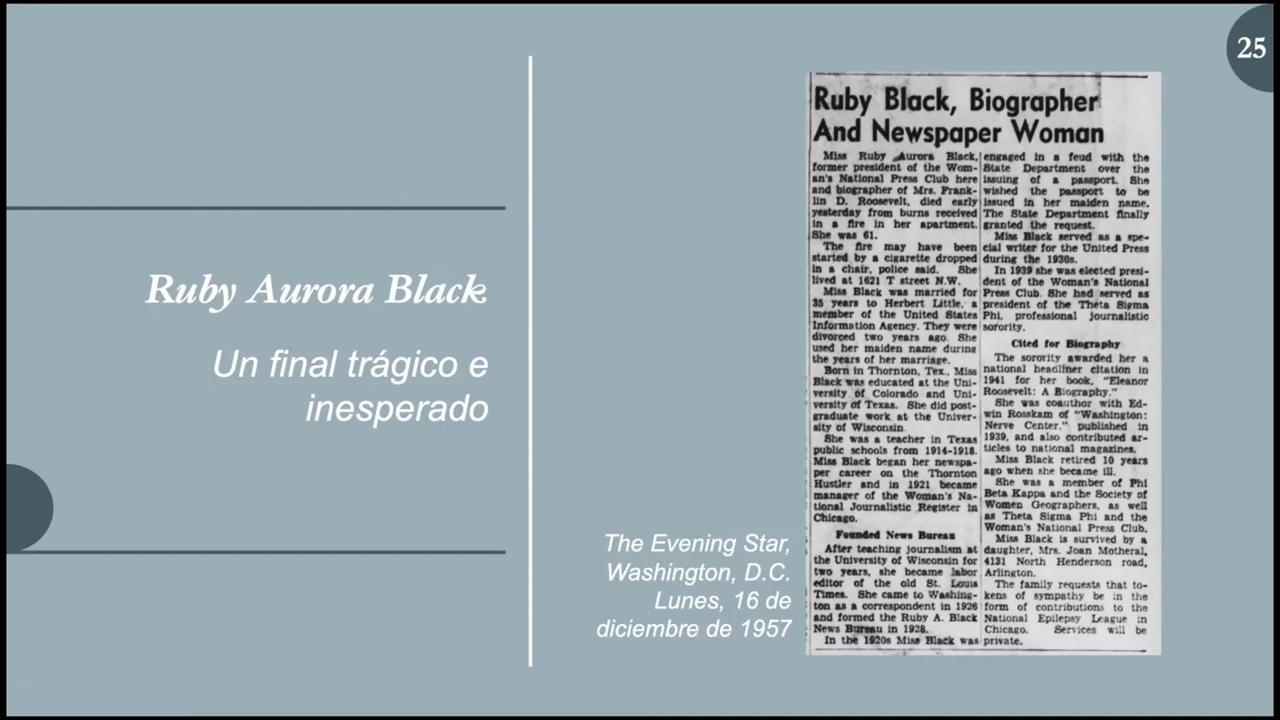 25
Ruby Aurora Black
Un final trágico e
inesperado
The Evening Star,
Washington, D.C.
Lunes, 16 de
diciembre de 1957
Ruby Black, Biographer
And Newspaper Woman
Miss Ruby Aurora Black,
former president of the Wom-
an's National Press Club here
and biographer of Mrs. Frank-
lin D. Roosevelt, died early
yesterday from burns received
in a fire in her apartment.
She was 61.
The fire may have been
started by a cigarette dropped
in a chair, police said. She
lived at 1621 T street N.W.
Miss Black was married for
35 years to Herbert Little, a
member of the United States
Information Agency. They were
divorced two years ago. She
used her maiden name during
the years of her marriage.
Born in Thornton, Tex., Miss
Black was educated at the Uni-
versity of Colorado and Uni-
versity of Texas. She did post-
graduate work at the Univer-
sity of Wisconsin.
She was a teacher in Texas
public schools from 1914-1918.
Miss Black began her newspa-
per career on the Thornton
Hustler and in 1921 became
manager of the Woman's Na-
tional Journalistic Register in
Chicago.
Founded News Bureau
After teaching journalism at
the University of Wisconsin for
two years, she became labor
editor of the old St. Louis
Times. She came to Washing-
ton as a correspondent in 1926
and formed the Ruby A. Black
News Bureau in 1928.
In the 1920s Miss Black was
engaged in a feud with the
State Department over the
issuing of a passport. She
wished the passport to be
issued in her maiden name.
The State Department finally
granted the request.
Miss Black served as a spe-
cial writer for the United Press
during the 1930s.
In 1939 she was elected presi-
dent of the Woman's National
Press Club. She had served as
president of the Theta Sigma
Phi, professional journalistic
sorority.
Cited for Biography
The sorority awarded her a
national headliner citation in
1941 for her book, "Eleanor
Roosevelt: A Biography."
She was coauthor with Ed-
win Rosskam of "Washington:
Nerve Center," published in
1939, and also contributed ar-
ticles to national magazines.
Miss Black retired 10 years
ago when she became ill.
She was a member of Phi
Beta Kappa and the Society of
Women Geographers, as well
as Theta Sigma Phi and the
Woman's National Press Club.
Miss Black is survived by a
daughter, Mrs. Joan Motheral,
4131 North Henderson road,
Arlington.
The family requests that to-
kens of sympathy be in the
form of contributions to the
National Epilepsy League in
Chicago. Services will be
private.